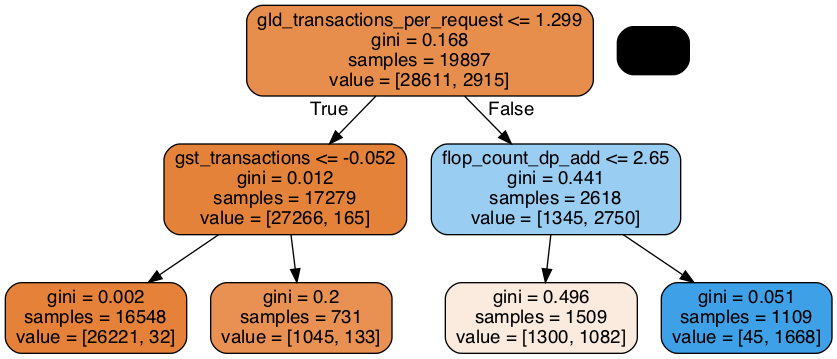 gld_transactions_per_request <= 1.299
gini = 0.168
samples = 19897
value = [28611, 2915]
True
False
gst_transactions <= -0.052
gini = 0.012
samples = 17279
value = [27266, 165]
flop_count_dp_add <= 2.65
gini = 0.441
samples = 2618
value = [1345, 2750]
gini = 0.002
samples = 16548
value = [26221, 32]
gini = 0.2
samples = 731
value = [1045, 133]
gini = 0.496
samples = 1509
value = [1300, 1082]
gini = 0.051
samples = 1109
value = [45, 1668]